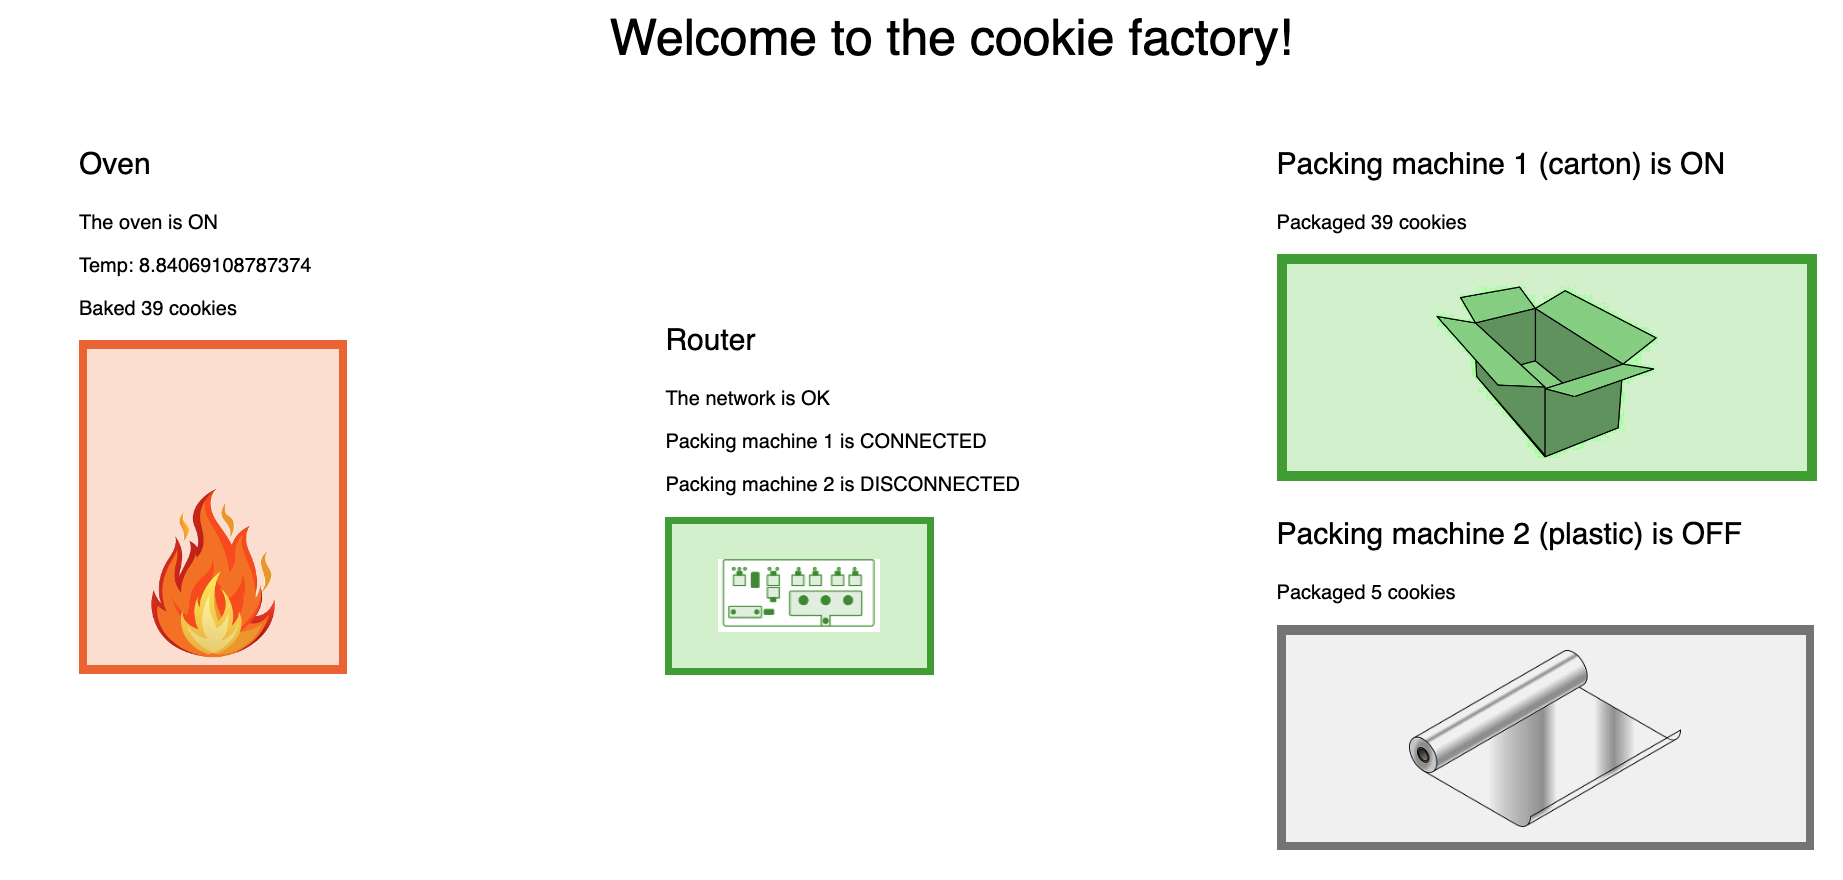 Welcome to the cookie factory!
Oven
The oven is ON
Temp: 8.84069108787374
Baked 39 cookies
Router
The network is OK
Packing machine 1 is CONNECTED
Packing machine 2 is DISCONNECTED
Packing machine 1 (carton) is ON
Packaged 39 cookies
Packing machine 2 (plastic) is OFF
Packaged 5 cookies